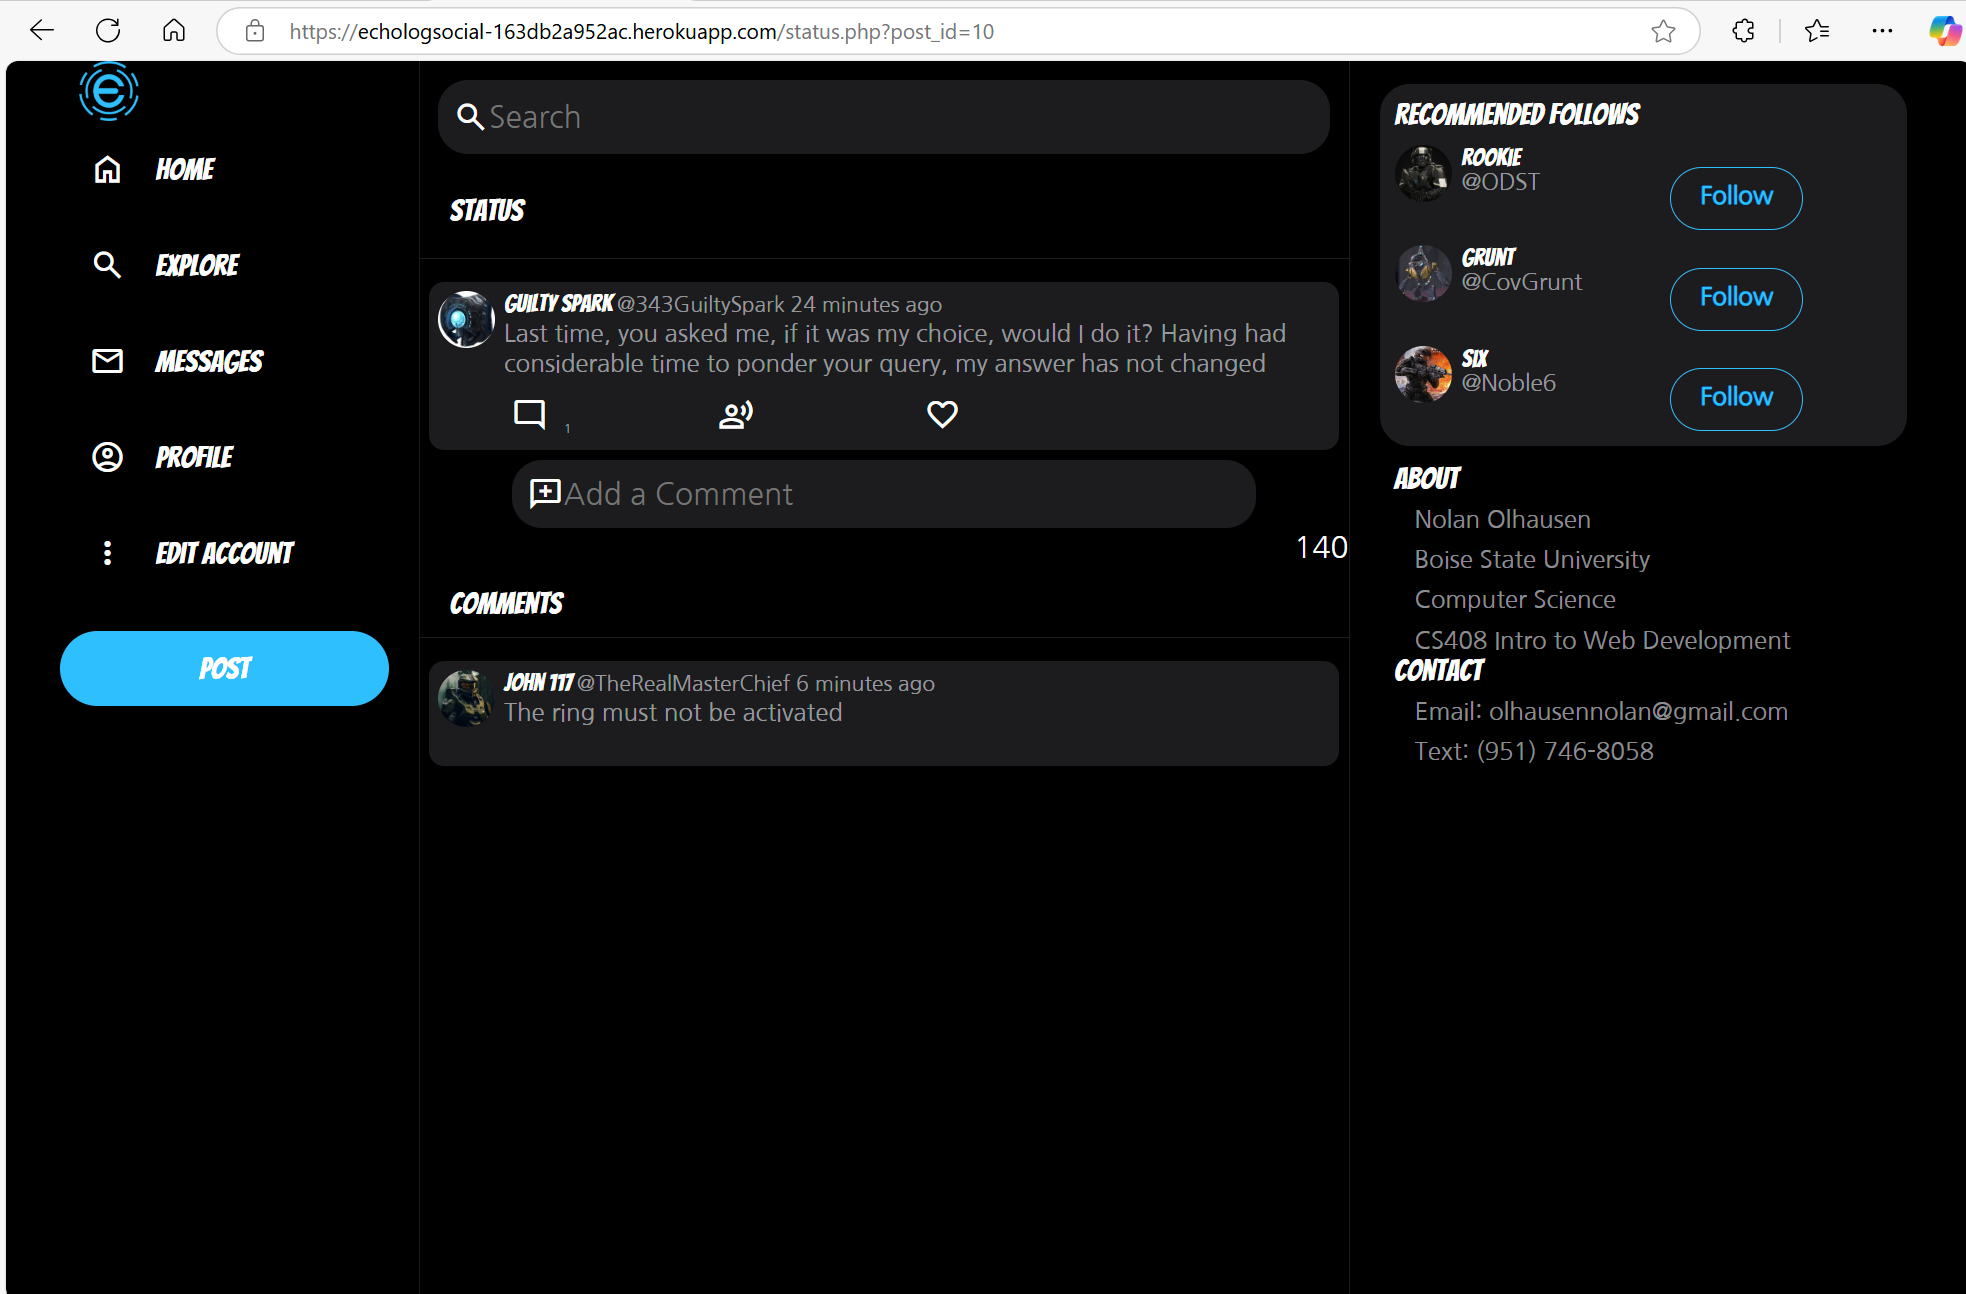 https://echologsocial-163db2a952ac.herokuapp.com/status.php?post_id=10
HOME
EXPLORE
MESSAGES
PROFILE
EDIT ACCOUNT
POST
Search
STATUS
GUILTY SPARK @343GuiltySpark 24 minutes ago
Last time, you asked me, if it was my choice, would I do it? Having had
considerable time to ponder your query, my answer has not changed
1
Add a Comment
140
COMMENTS
JOHN 117 @TheRealMasterChief 6 minutes ago
The ring must not be activated
RECOMMENDED FOLLOWS
ROOKIE
@ODST
Follow
GRUNT
@CovGrunt
Follow
SIX
@Noble6
Follow
ABOUT
Nolan Olhausen
Boise State University
Computer Science
CS408 Intro to Web Development
CONTACT
Email: olhausennolan@gmail.com
Text: (951) 746-8058